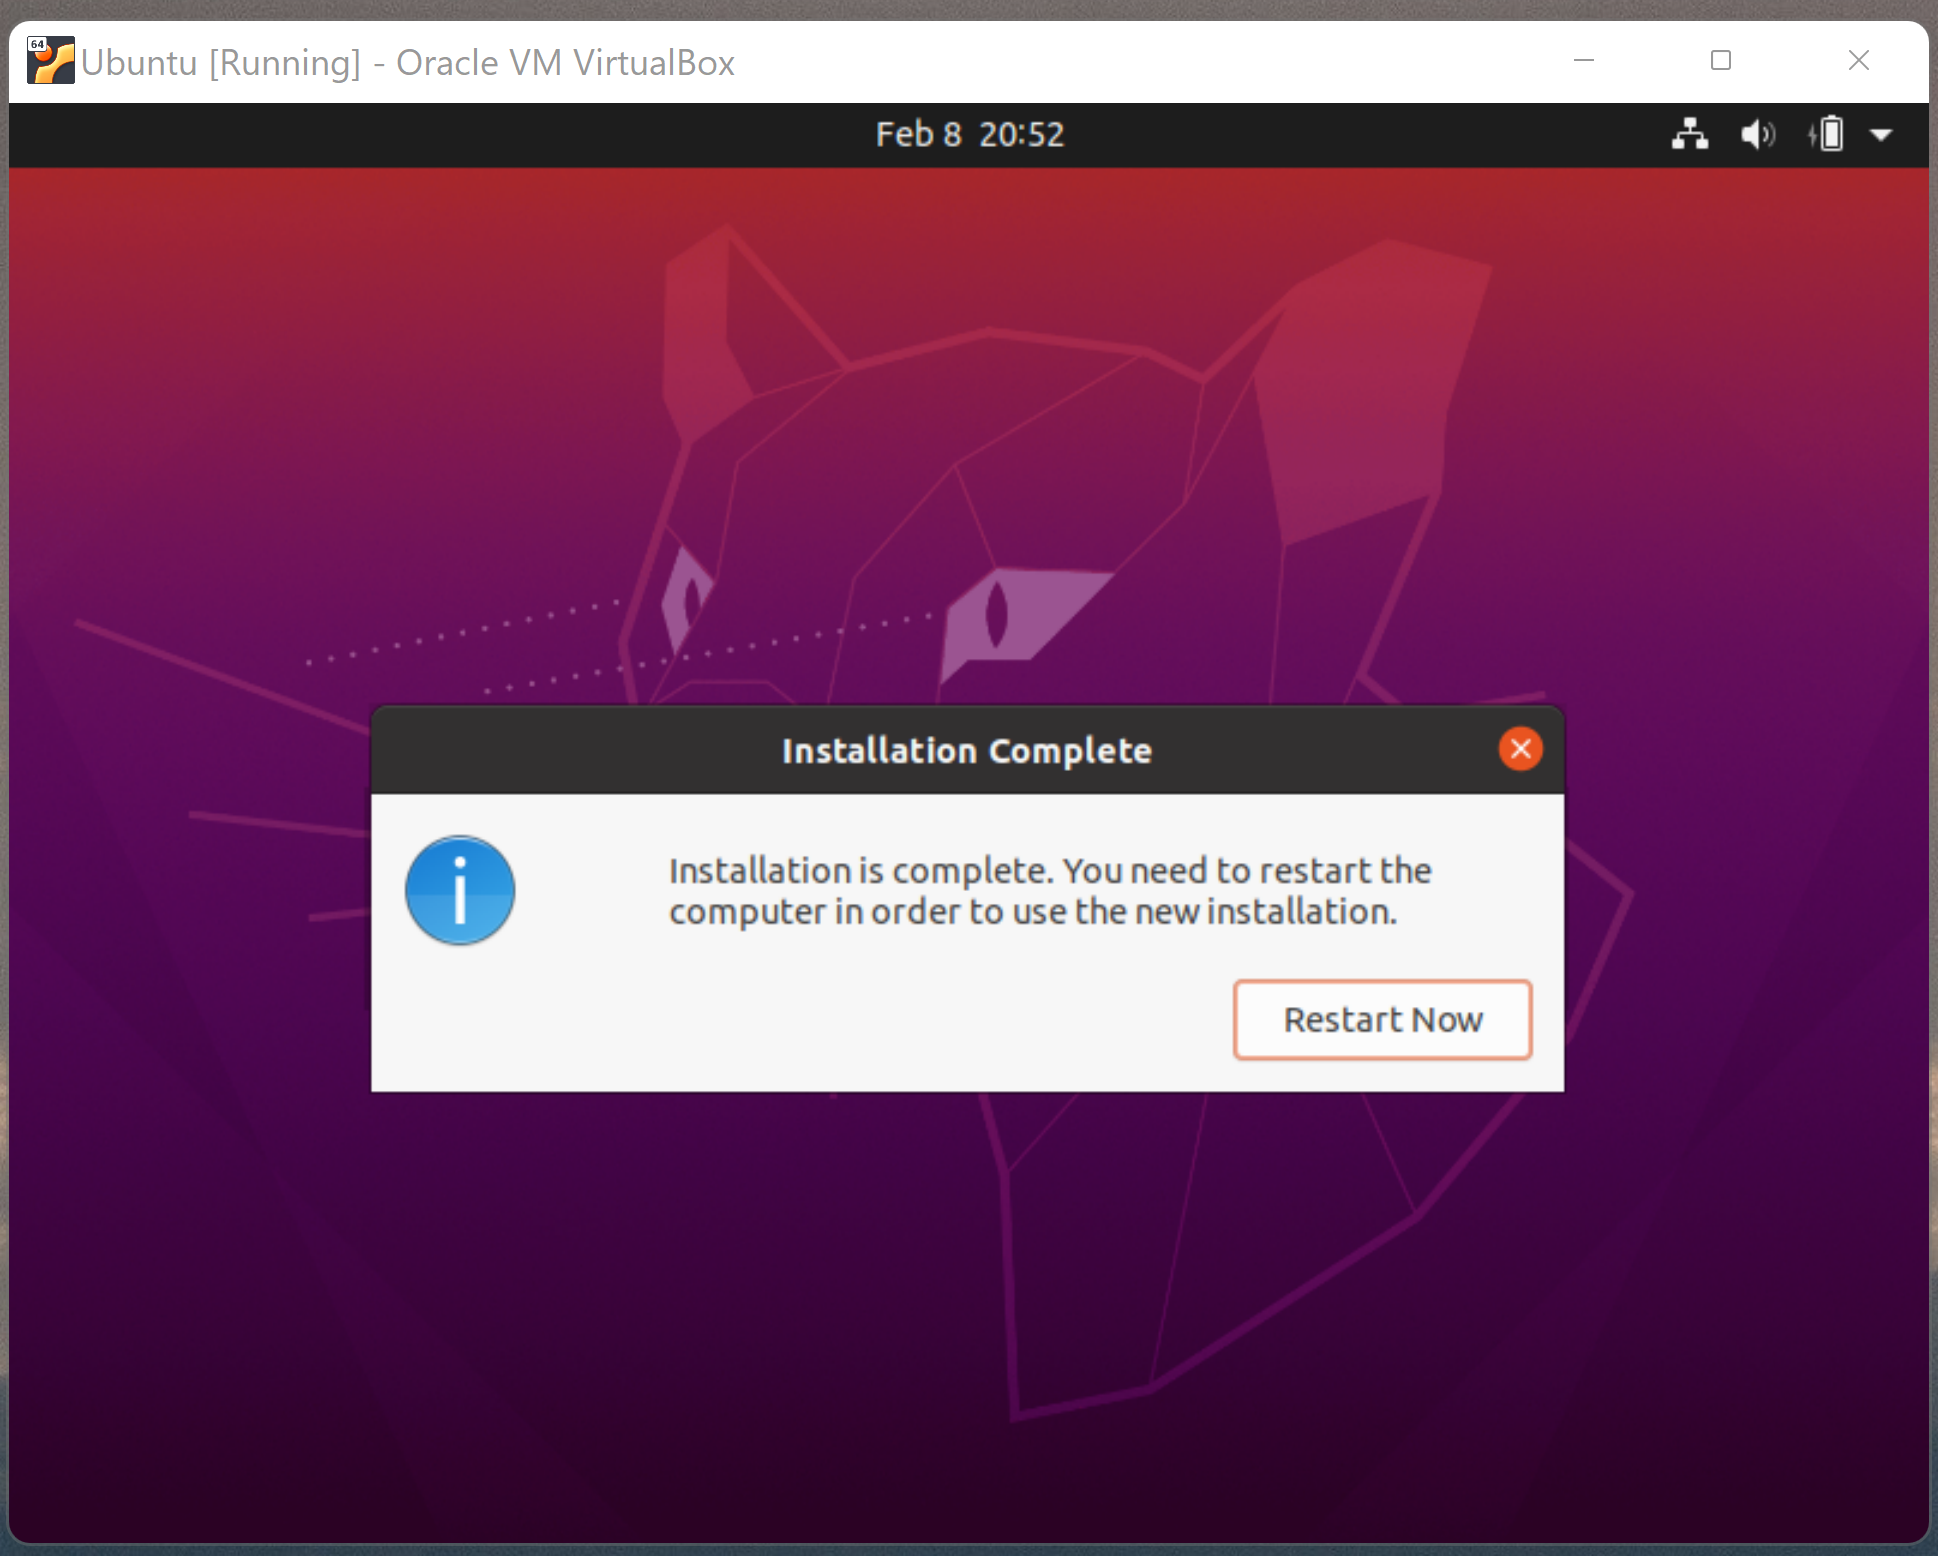 64
Ubuntu [Running] - Oracle VM VirtualBox
Feb 8 20:52
Installation Complete
Installation is complete. You need to restart the
computer in order to use the new installation.
Restart Now